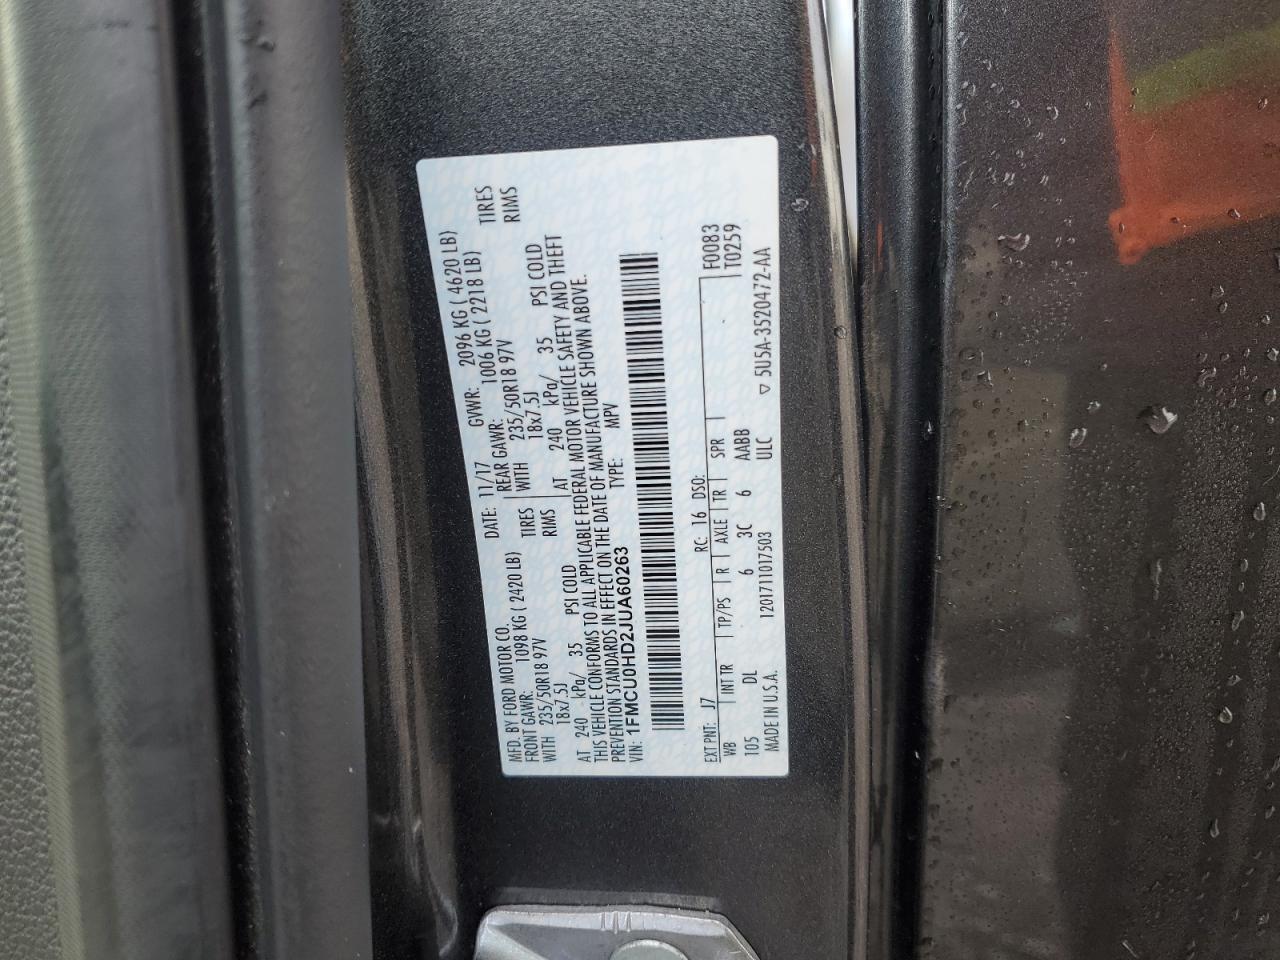 MFD. BY FORD MOTOR CO. DATE: 11/17 GVWR: 2096 KG ( 4620 LB)
FRONT GAWR: 1098 KG ( 2420 LB) REAR GAWR: 1006 KG ( 2218 LB)
WITH 235/50R18 97V TIRES WITH 235/50R18 97V TIRES
18x7.5J RIMS 18x7.5J RIMS
AT 240 kPa/ 35 PSI COLD AT 240 kPa/ 35 PSI COLD
THIS VEHICLE CONFORMS TO ALL APPLICABLE FEDERAL MOTOR VEHICLE SAFETY AND THEFT
PREVENTION STANDARDS IN EFFECT ON THE DATE OF MANUFACTURE SHOWN ABOVE.
VIN: 1FMCU0HD2JUA60263 TYPE: MPV
EXT PNT: J7 RC: 16 DSO: F0083
WB INT TR TP/PS R AXLE TR SPR T0259
105 DL 6 3C 6 AABB
MADE IN U.S.A. 1201711017503 ULC ▽ 5U5A-3520472-AA